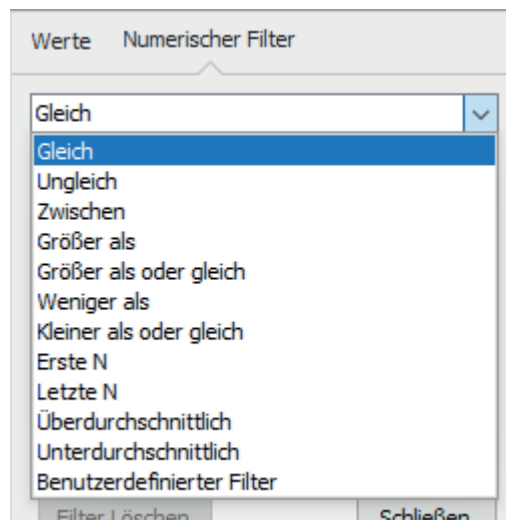 Werte Numerischer Filter
Gleich
Gleich
Ungleich
Zwischen
Größer als
Größer als oder gleich
Weniger als
Kleiner als oder gleich
Erste N
Letzte N
Überdurchschnittlich
Unterdurchschnittlich
Benutzerdefinierter Filter
Filter Löschen Schließen